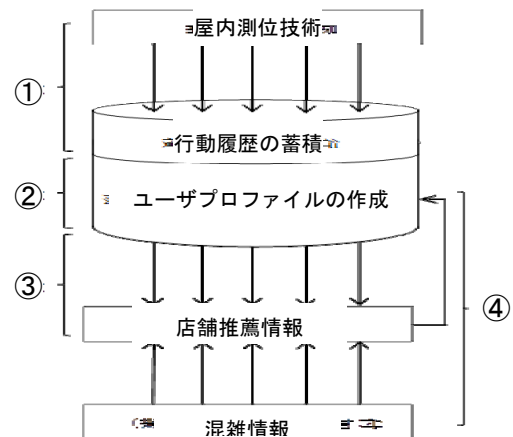 屋内測位技術
①
行動履歴の蓄積
②
ユーザプロファイルの作成
③
④
店舗推薦情報
混雑情報